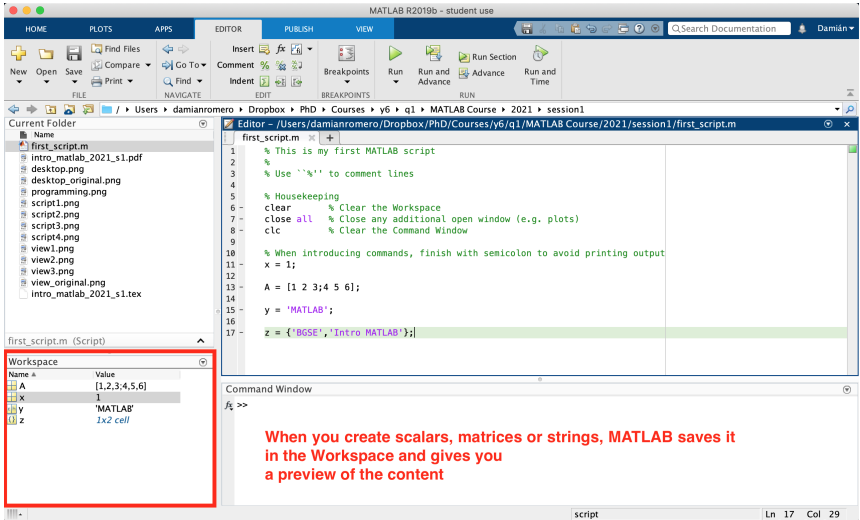 MATLAB R2019b - student use
HOME PLOTS APPS EDITOR PUBLISH VIEW
Search Documentation
Damián
New Open Save
Find Files
Compare
Print
FILE
Go To
Find
NAVIGATE
Insert
fx
Comment
%
Indent
EDIT
Breakpoints
BREAKPOINTS
Run
Run and Advance
Run Section
Advance
Run and Time
RUN
/ Users damianromero Dropbox PhD Courses y6 q1 MATLAB Course 2021 session1
Current Folder
Name
first_script.m
intro_matlab_2021_s1.pdf
desktop.png
desktop_original.png
programming.png
script1.png
script2.png
script3.png
script4.png
view1.png
view2.png
view3.png
view_original.png
intro_matlab_2021_s1.tex
first_script.m (Script)
Workspace
Name Value
A [1,2,3;4,5,6]
x 1
y 'MATLAB'
z 1x2 cell
Editor - /Users/damianromero/Dropbox/PhD/Courses/y6/q1/MATLAB Course/2021/session1/first_script.m
first_script.m × +
1 % This is my first MATLAB script
2 %
3 % Use ``%'' to comment lines
4
5 % Housekeeping
6 - clear % Clear the Workspace
7 - close all % Close any additional open window (e.g. plots)
8 - clc % Clear the Command Window
9
10 % When introducing commands, finish with semicolon to avoid printing output
11 - x = 1;
12
13 - A = [1 2 3;4 5 6];
14
15 - y = 'MATLAB';
16
17 - z = {'BGSE','Intro MATLAB'};
Command Window
fx >>
When you create scalars, matrices or strings, MATLAB saves it
in the Workspace and gives you
a preview of the content
script
Ln 17 Col 29